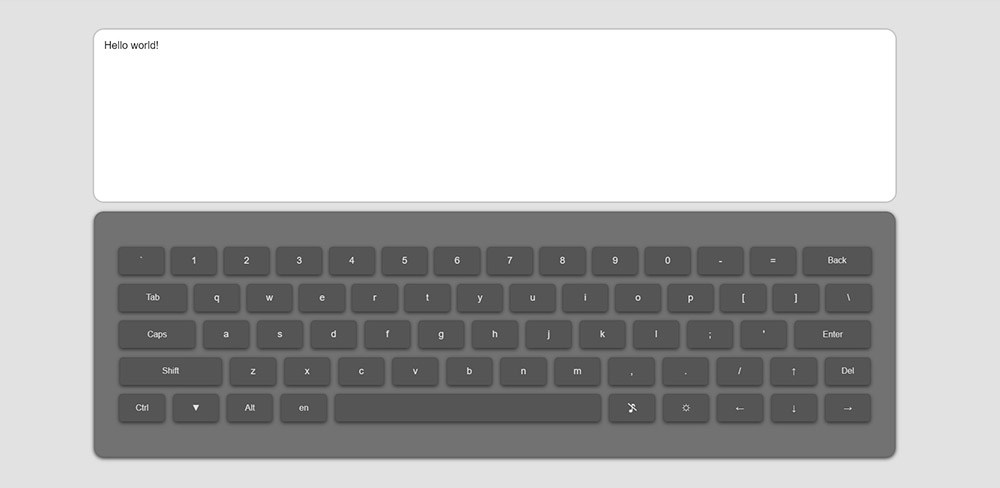 Hello world!
` 1 2 3 4 5 6 7 8 9 0 - = Back
Tab q w e r t y u i o p [ ] \
Caps a s d f g h j k l ; ' Enter
Shift z x c v b n m , . / ↑ Del
Ctrl ▼ Alt en ← ↓ →